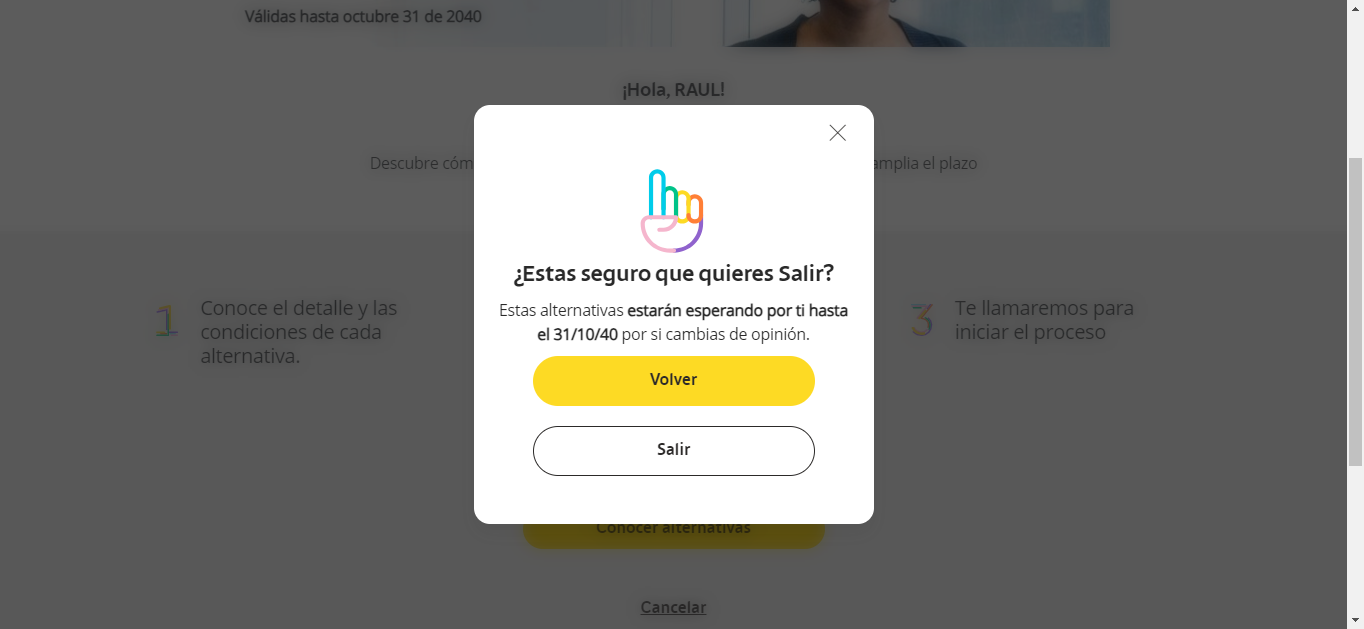 Válidas hasta octubre 31 de 2040
¡Hola, RAUL!
Descubre cóm
amplia el plazo
¿Estas seguro que quieres Salir?
Estas alternativas estarán esperando por ti hasta
el 31/10/40 por si cambias de opinión.
Volver
Salir
1
Conoce el detalle y las
condiciones de cada
alternativa.
3
Te llamaremos para
iniciar el proceso
Conocer alternativas
Cancelar